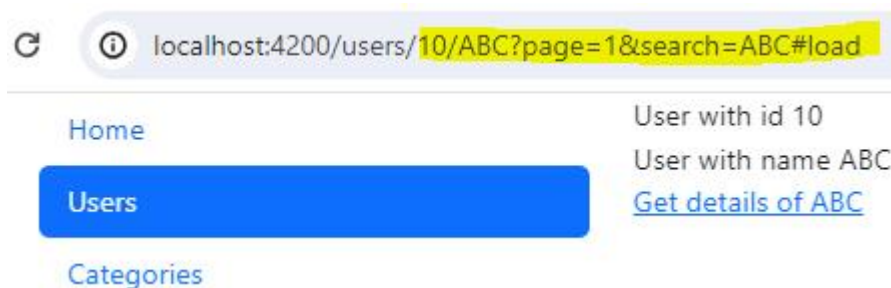 localhost:4200/users/10/ABC?page=1&search=ABC#load
Home
Users
Categories
User with id 10
User with name ABC
Get details of ABC